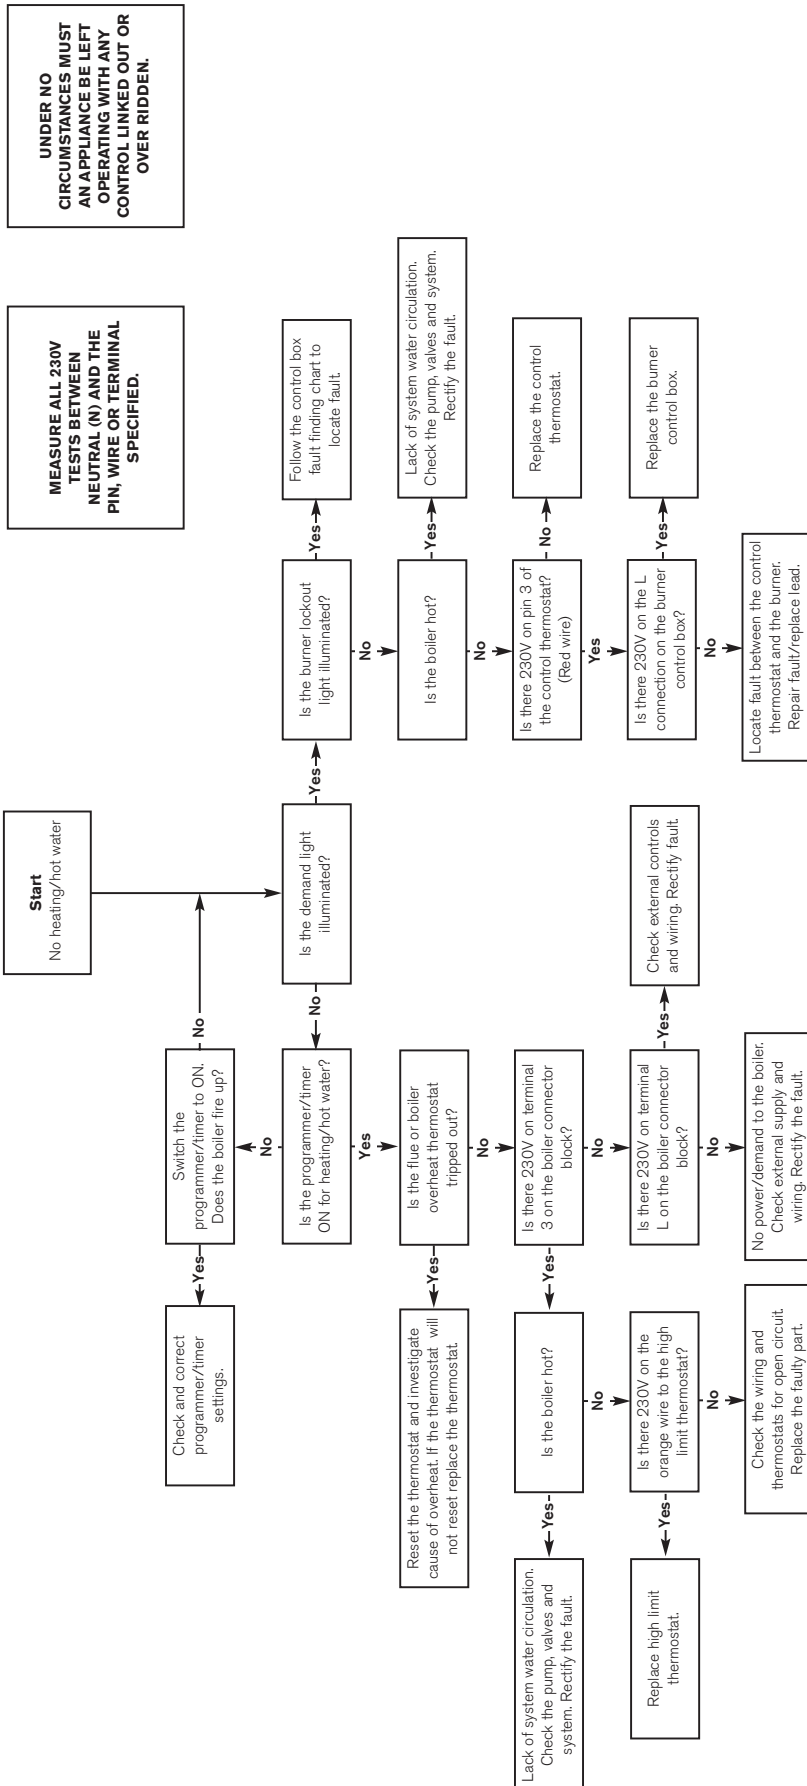 UNDER NO
CIRCUMSTANCES MUST
AN APPLIANCE BE LEFT
OPERATING WITH ANY
CONTROL LINKED OUT OR
OVER RIDDEN.
MEASURE ALL 230V
TESTS BETWEEN
NEUTRAL (N) AND THE
PIN, WIRE OR TERMINAL
SPECIFIED.
Start
No heating/hot water
Switch the
programmer/timer to ON.
Does the boiler fire up?
No
Yes
Check and correct
programmer/timer
settings.
Is the demand light
illuminated?
Yes
No
Is the programmer/timer
ON for heating/hot water?
No
Yes
Is the burner lockout
light illuminated?
Yes
Follow the control box
fault finding chart to
locate fault.
No
Is the boiler hot?
Yes
Lack of system water circulation.
Check the pump, valves and system.
Rectify the fault.
No
Is there 230V on pin 3 of
the control thermostat?
(Red wire)
No
Replace the control
thermostat.
Yes
Is there 230V on the L
connection on the burner
control box?
Yes
Replace the burner
control box.
No
Locate fault between the control
thermostat and the burner.
Repair fault/replace lead.
Is the flue or boiler
overheat thermostat
tripped out?
Yes
Reset the thermostat and investigate
cause of overheat. If the thermostat will
not reset replace the thermostat.
No
Is there 230V on terminal
3 on the boiler connector
block?
Yes
No
Is there 230V on terminal
L on the boiler connector
block?
Yes
Check external controls
and wiring. Rectify fault.
No
No power/demand to the boiler.
Check external supply and
wiring. Rectify the fault.
Is the boiler hot?
Yes
Lack of system water circulation.
Check the pump, valves and
system. Rectify the fault.
No
Is there 230V on the
orange wire to the high
limit thermostat?
Yes
Replace high limit
thermostat.
No
Check the wiring and
thermostats for open circuit.
Replace the faulty part.